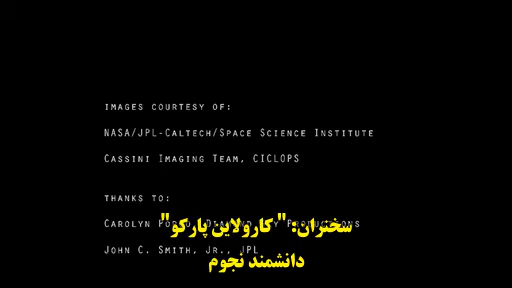 IMAGES COURTESY OF:
NASA/JPL-CALTECH/SPACE SCIENCE INSTITUTE
CASSINI IMAGING TEAM, CICLOPS
THANKS TO:
CAROLYN
سخنران: "کارولاین پارکو"
JOHN C. SMITH, JR., JPL
دانشمند نجوم